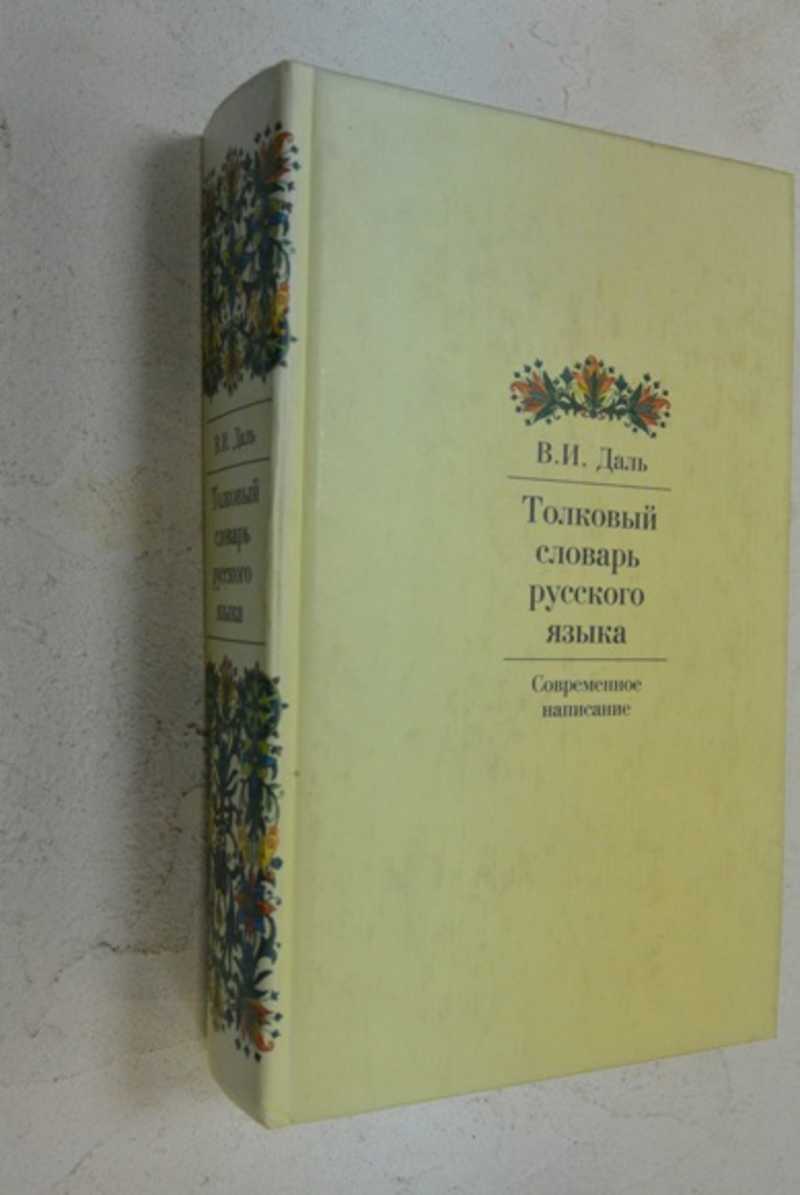 В.И. Даль
Толковый
словарь
русского
языка
В.И. Даль
Толковый
словарь
русского
языка
Современное
написание